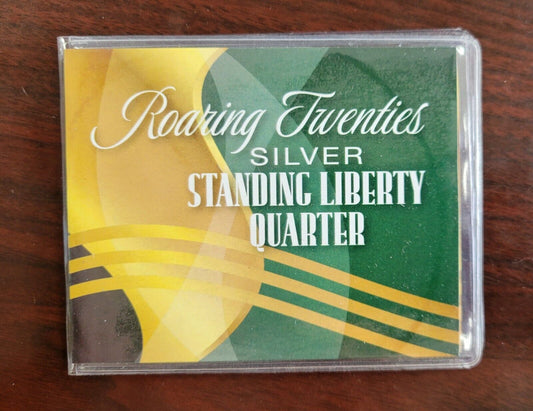 Roaring Twenties
SILVER
STANDING LIBERTY
QUARTER